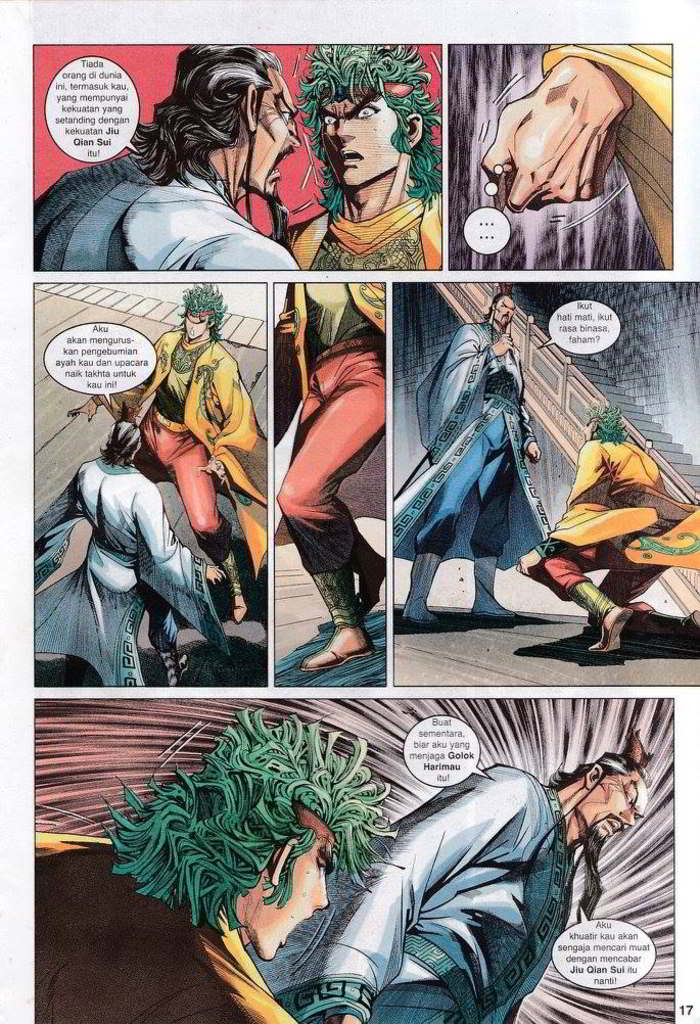 Tiada
orang di dunia
ini, termasuk kau,
yang mempunyai
kekuatan yang
setanding dengan
kekuatan Jiu
Qian Sui
itu!
...
...
Aku
akan mengurus-
kan pengebumian
ayah kau dan upacara
naik takhta untuk
kau ini!
Ikut
hati mati, ikut
rasa binasa,
faham?
Buat
sementara,
biar aku yang
menjaga Golok
Harimau
itu!
Aku
khuatir kau akan
sengaja mencari muat
dengan mencabar
Jiu Qian Sui itu
nanti!
17